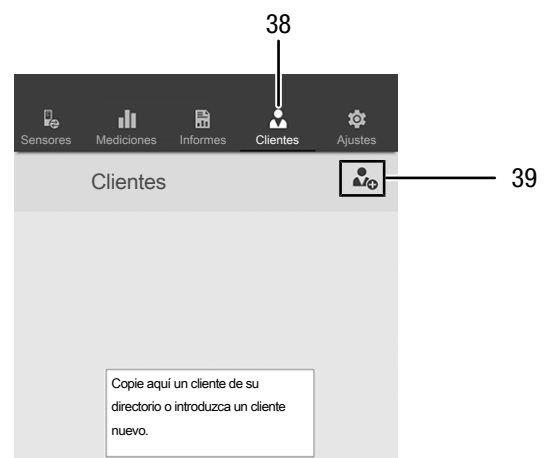 38
Sensores Mediciones Informes Clientes Ajustes
Clientes
39
Copie aquí un cliente de su
directorio o introduzca un cliente
nuevo.